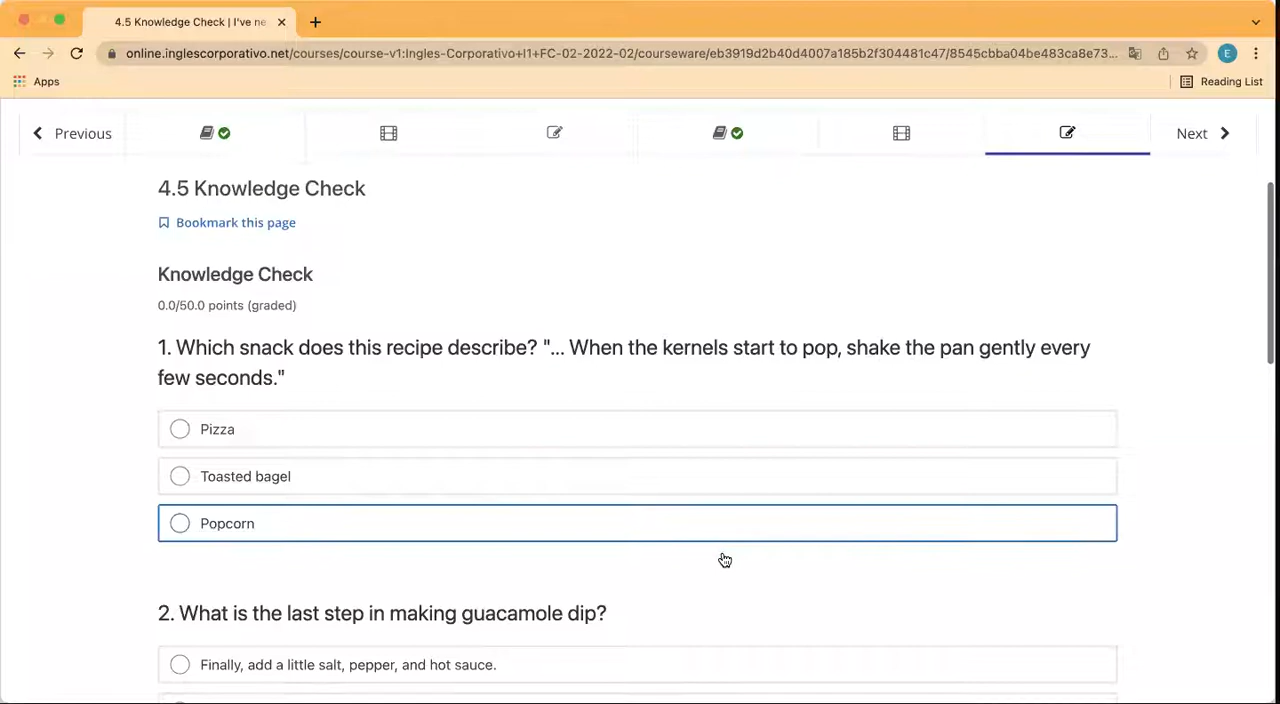 4.5 Knowledge Check | I've ne
online.inglescorporativo.net/courses/course-v1:Ingles-Corporativo+I1+FC-02-2022-02/courseware/eb3919d2b40d4007a185b2f304481c47/8545cbba04be483ca8e73...
E
Apps
Reading List
Previous
Next
4.5 Knowledge Check
Bookmark this page
Knowledge Check
0.0/50.0 points (graded)
1. Which snack does this recipe describe? "... When the kernels start to pop, shake the pan gently every
few seconds."
Pizza
Toasted bagel
Popcorn
2. What is the last step in making guacamole dip?
Finally, add a little salt, pepper, and hot sauce.